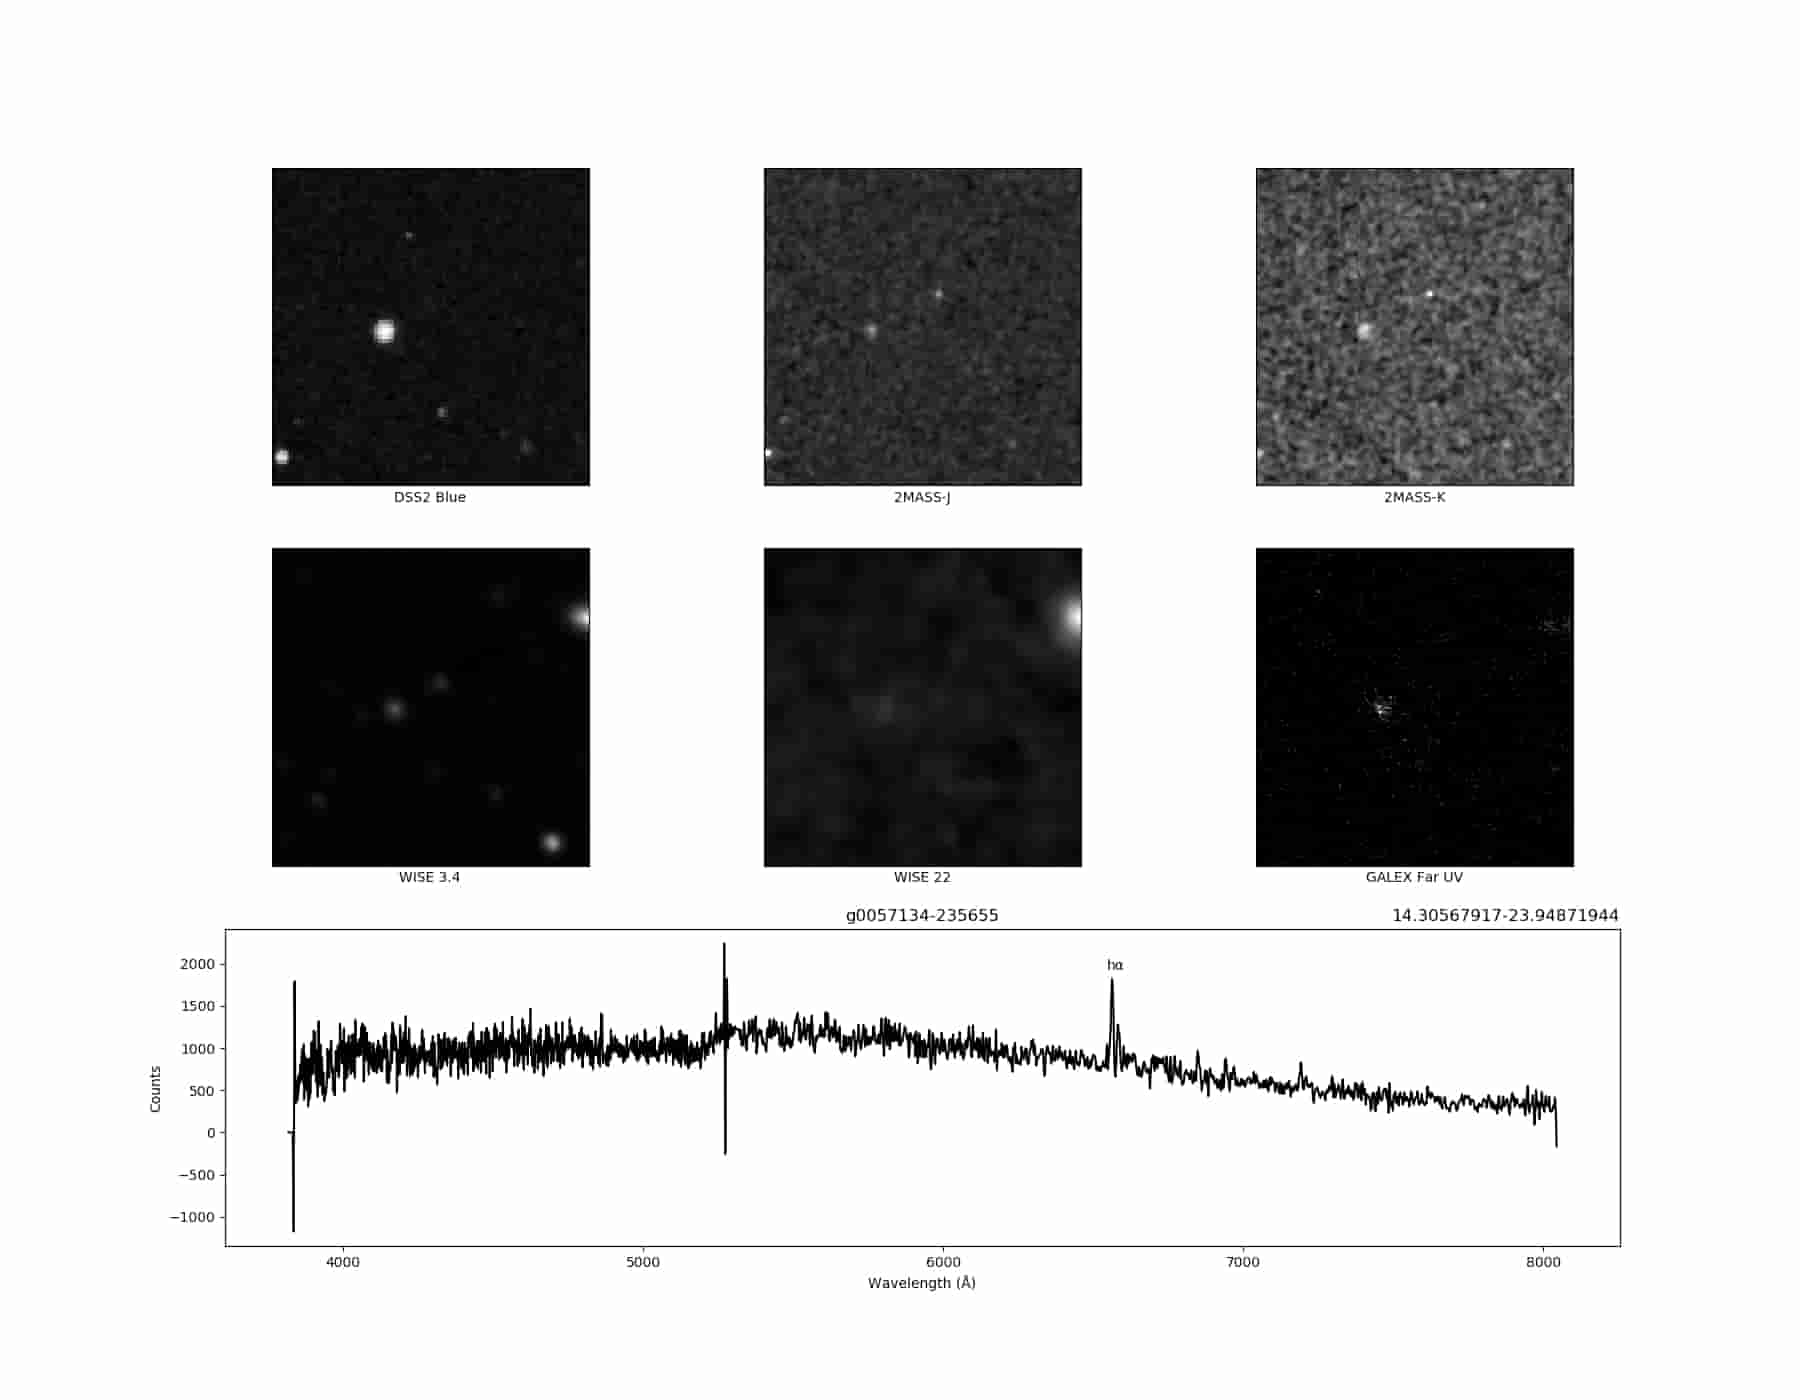 DSS2 Blue
2MASS-J
2MASS-K
WISE 3.4
WISE 22
GALEX Far UV
g0057134-235655
14.30567917-23.94871944
hα
2000
1500
1000
500
0
−500
−1000
Counts
4000
5000
6000
7000
8000
Wavelength (Å)